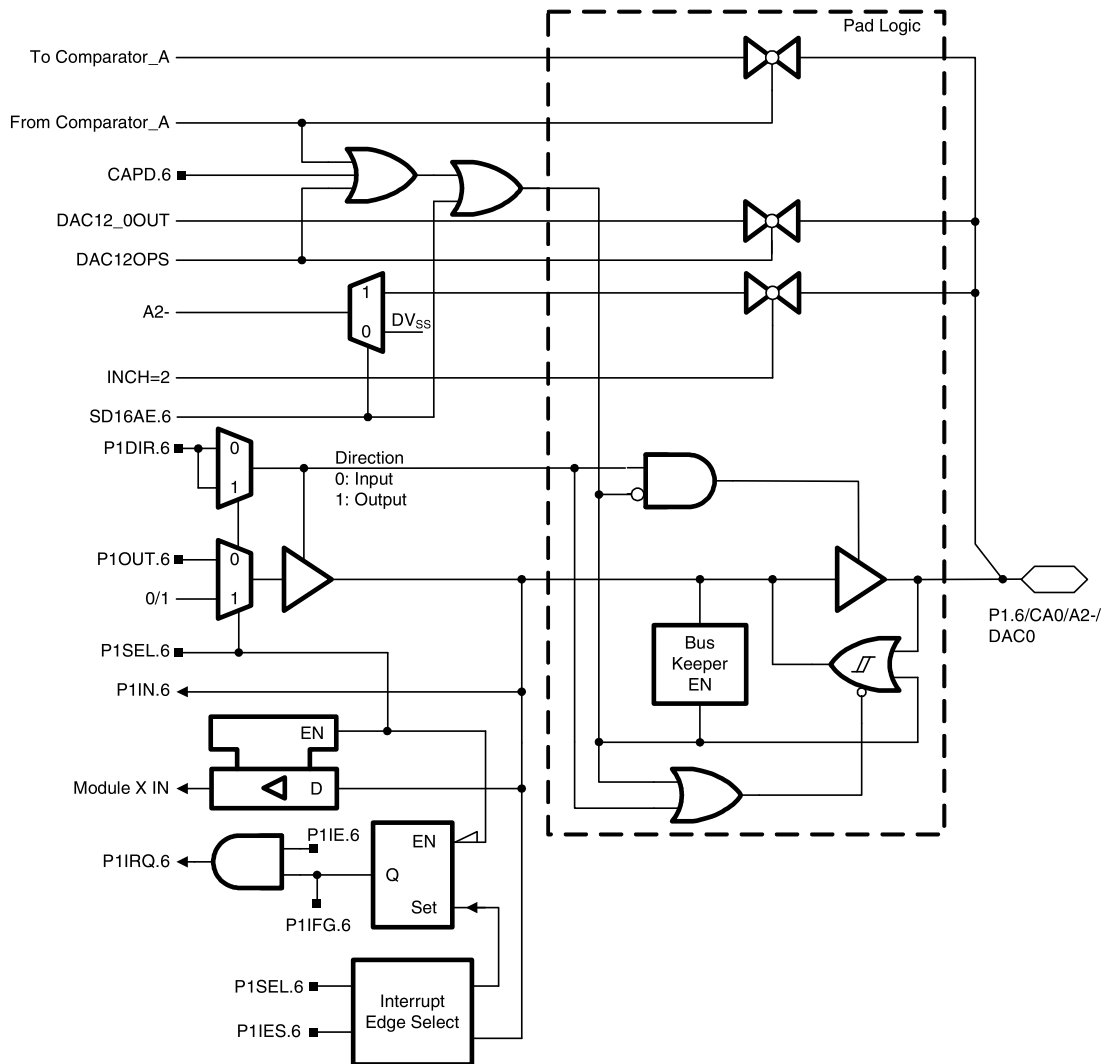 Pad Logic
To Comparator_A
From Comparator_A
CAPD.6
DAC12_0OUT
DAC12OPS
1
A2-
0
DVSS
INCH=2
SD16AE.6
P1DIR.6
0
1
Direction
0: Input
1: Output
P1OUT.6
0
0/1
1
P1.6/CA0/A2-/
DAC0
Bus
Keeper
EN
P1SEL.6
P1IN.6
EN
Module X IN
D
P1IE.6
P1IRQ.6
EN
Q
Set
P1IFG.6
P1SEL.6
P1IES.6
Interrupt
Edge Select